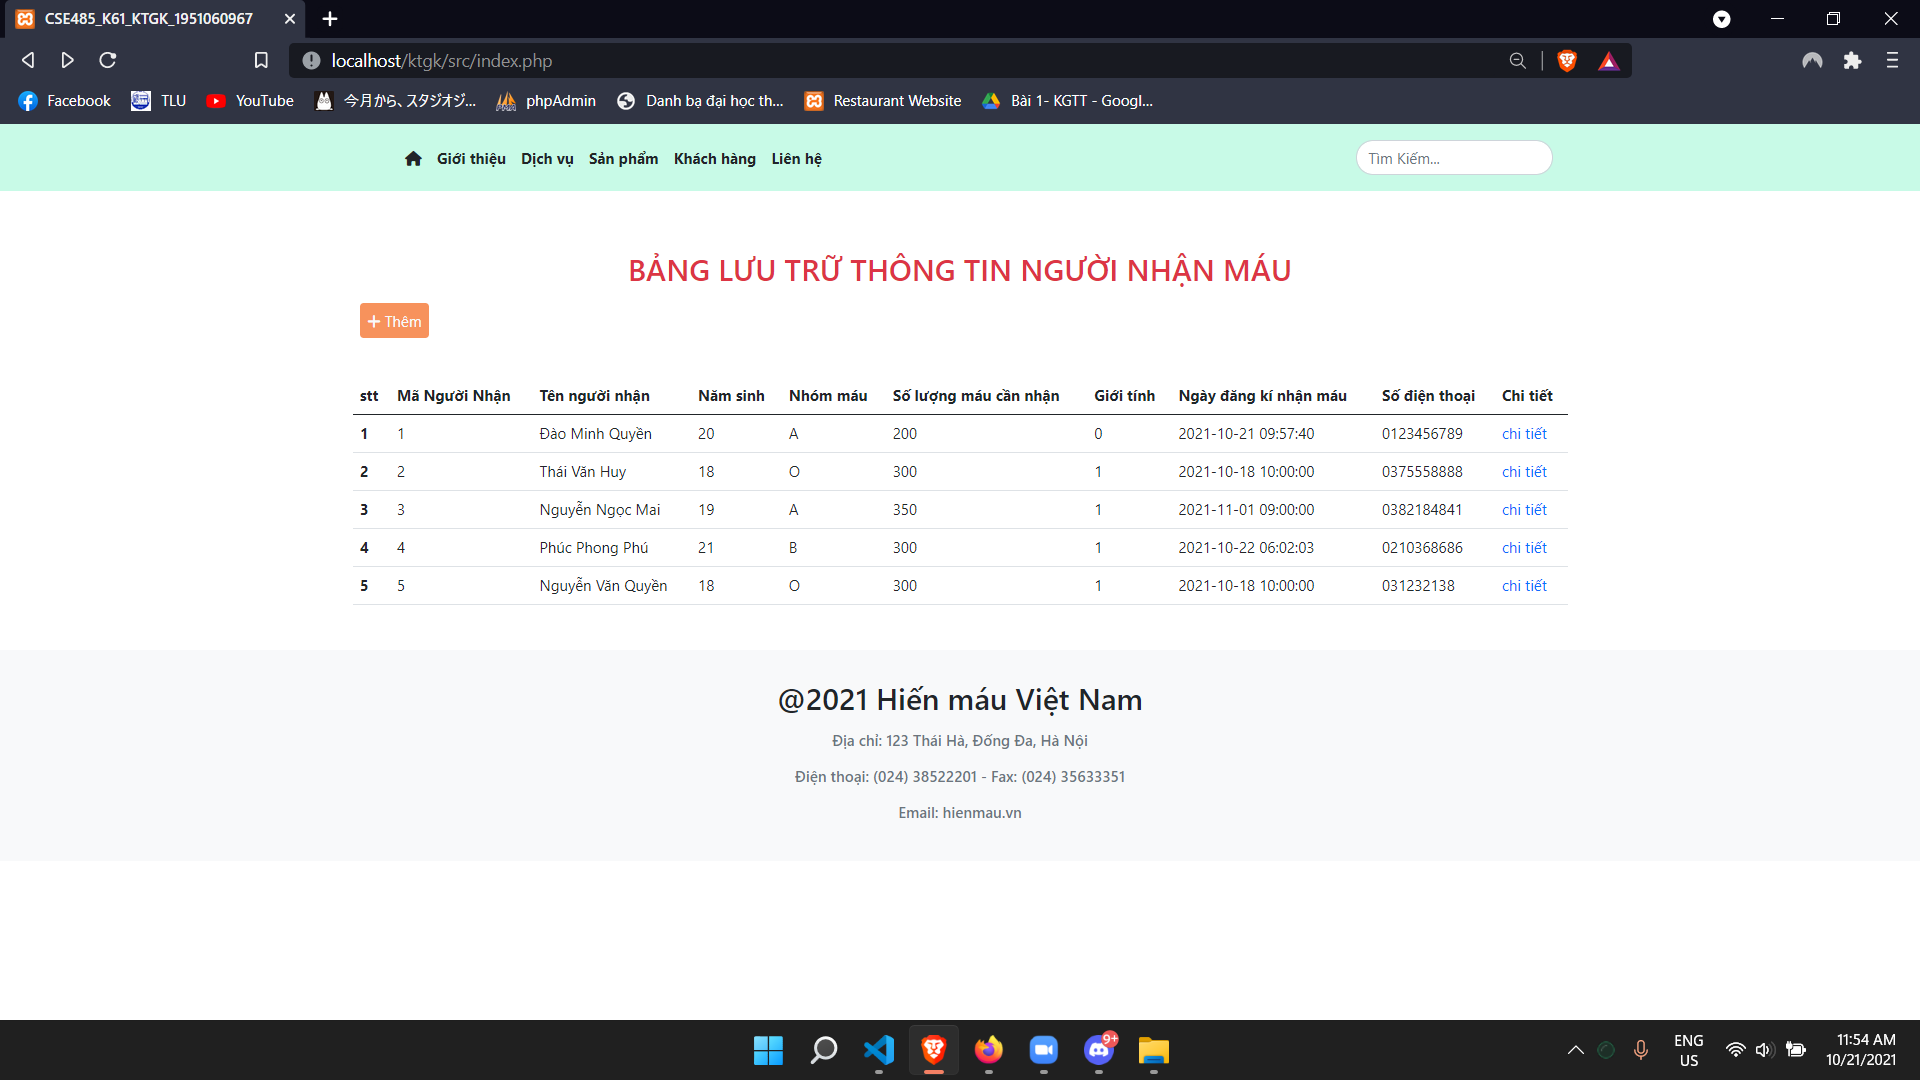 CSE485_K61_KTGK_1951060967
localhost/ktgk/src/index.php
Facebook TLU YouTube 今月から、スタジオジ... phpAdmin Danh bạ đại học th... Restaurant Website Bài 1- KGTT - Googl...
Giới thiệu Dịch vụ Sản phẩm Khách hàng Liên hệ Tìm Kiếm...
BẢNG LƯU TRỮ THÔNG TIN NGƯỜI NHẬN MÁU
Thêm
stt Mã Người Nhận Tên người nhận Năm sinh Nhóm máu Số lượng máu cần nhận Giới tính Ngày đăng kí nhận máu Số điện thoại Chi tiết
1 1 Đào Minh Quyền 20 A 200 0 2021-10-21 09:57:40 0123456789 chi tiết
2 2 Thái Văn Huy 18 O 300 1 2021-10-18 10:00:00 0375558888 chi tiết
3 3 Nguyễn Ngọc Mai 19 A 350 1 2021-11-01 09:00:00 0382184841 chi tiết
4 4 Phúc Phong Phú 21 B 300 1 2021-10-22 06:02:03 0210368686 chi tiết
5 5 Nguyễn Văn Quyền 18 O 300 1 2021-10-18 10:00:00 031232138 chi tiết
@2021 Hiến máu Việt Nam
Địa chỉ: 123 Thái Hà, Đống Đa, Hà Nội
Điện thoại: (024) 38522201 - Fax: (024) 35633351
Email: hienmau.vn
9+
ENG
US
11:54 AM
10/21/2021